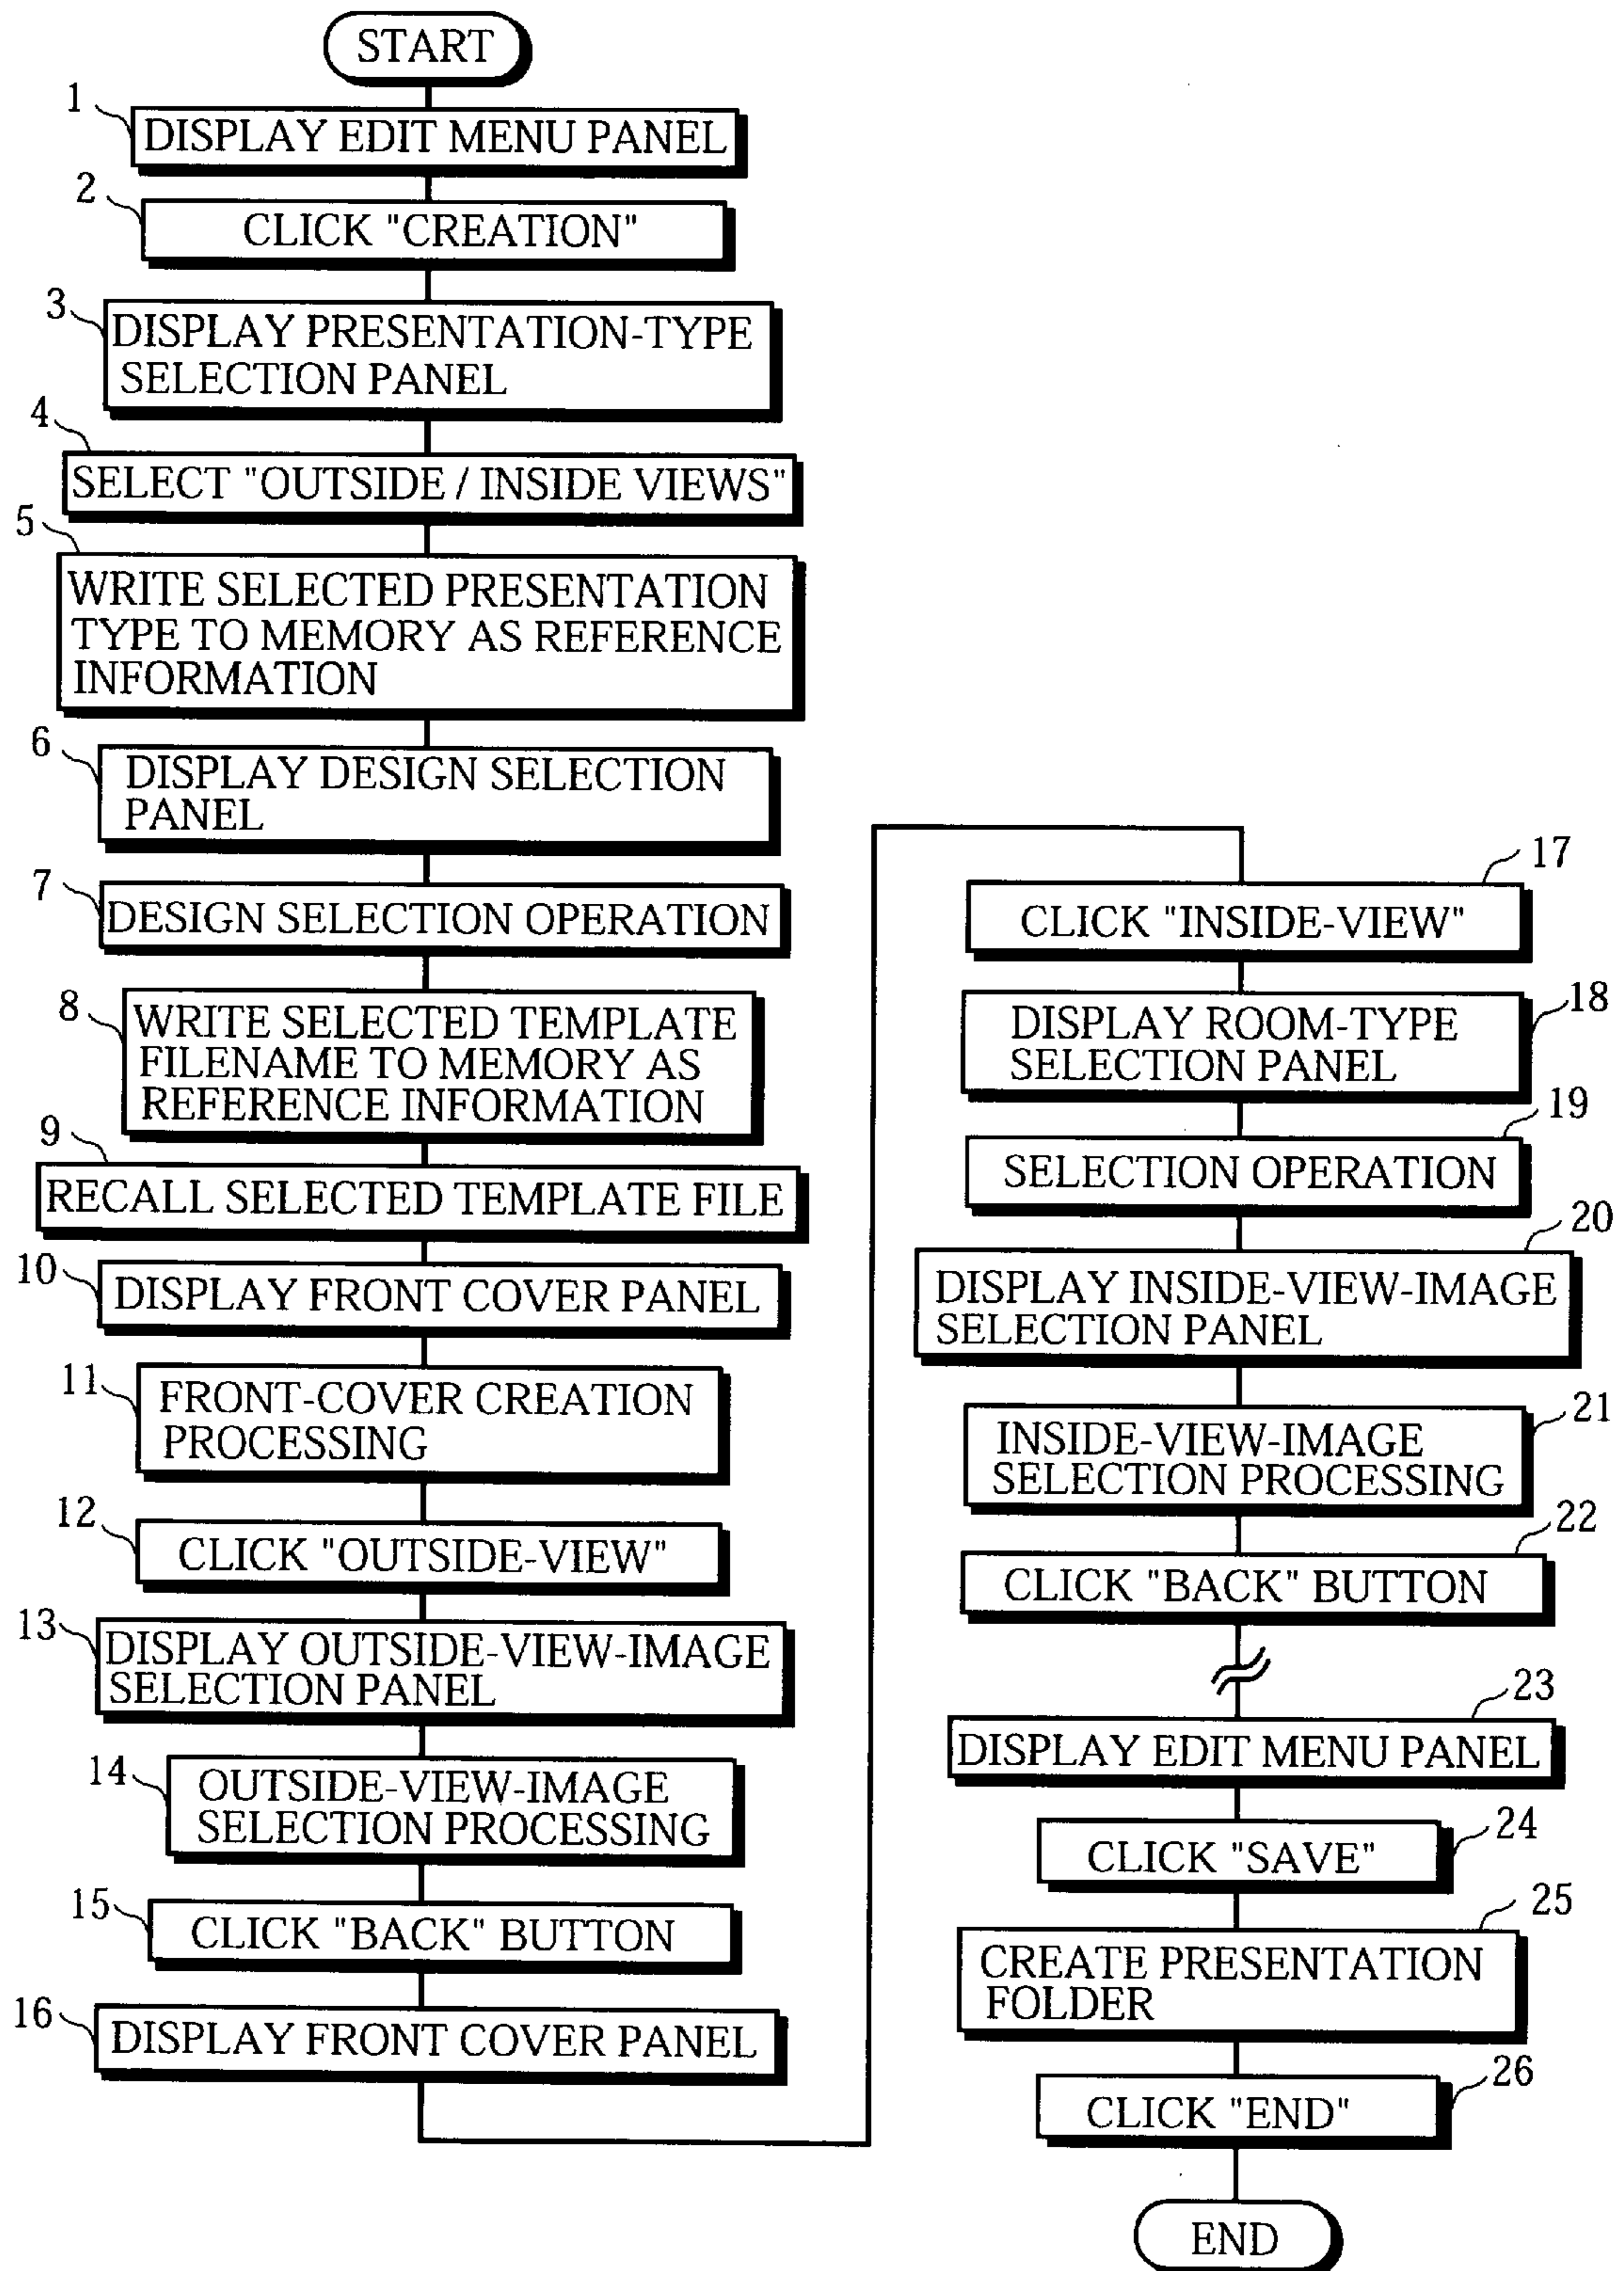 START
1
DISPLAY EDIT MENU PANEL
2
CLICK "CREATION"
3
DISPLAY PRESENTATION-TYPE
SELECTION PANEL
4
SELECT "OUTSIDE / INSIDE VIEWS"
5
WRITE SELECTED PRESENTATION
TYPE TO MEMORY AS REFERENCE
INFORMATION
6
DISPLAY DESIGN SELECTION
PANEL
7
DESIGN SELECTION OPERATION
8
WRITE SELECTED TEMPLATE
FILENAME TO MEMORY AS
REFERENCE INFORMATION
9
RECALL SELECTED TEMPLATE FILE
10
DISPLAY FRONT COVER PANEL
11
FRONT-COVER CREATION
PROCESSING
12
CLICK "OUTSIDE-VIEW"
13
DISPLAY OUTSIDE-VIEW-IMAGE
SELECTION PANEL
14
OUTSIDE-VIEW-IMAGE
SELECTION PROCESSING
15
CLICK "BACK" BUTTON
16
DISPLAY FRONT COVER PANEL
17
CLICK "INSIDE-VIEW"
18
DISPLAY ROOM-TYPE
SELECTION PANEL
19
SELECTION OPERATION
20
DISPLAY INSIDE-VIEW-IMAGE
SELECTION PANEL
21
INSIDE-VIEW-IMAGE
SELECTION PROCESSING
22
CLICK "BACK" BUTTON
23
DISPLAY EDIT MENU PANEL
24
CLICK "SAVE"
25
CREATE PRESENTATION
FOLDER
26
CLICK "END"
END